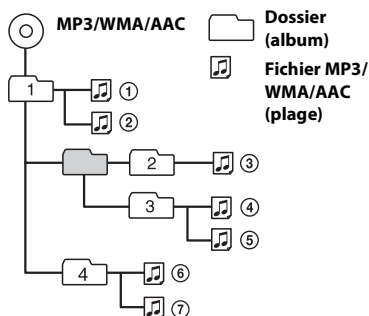 MP3/WMA/AAC
Dossier
(album)
Fichier MP3/
WMA/AAC
(plage)
1
①
②
2
③
3
④
⑤
4
⑥
⑦